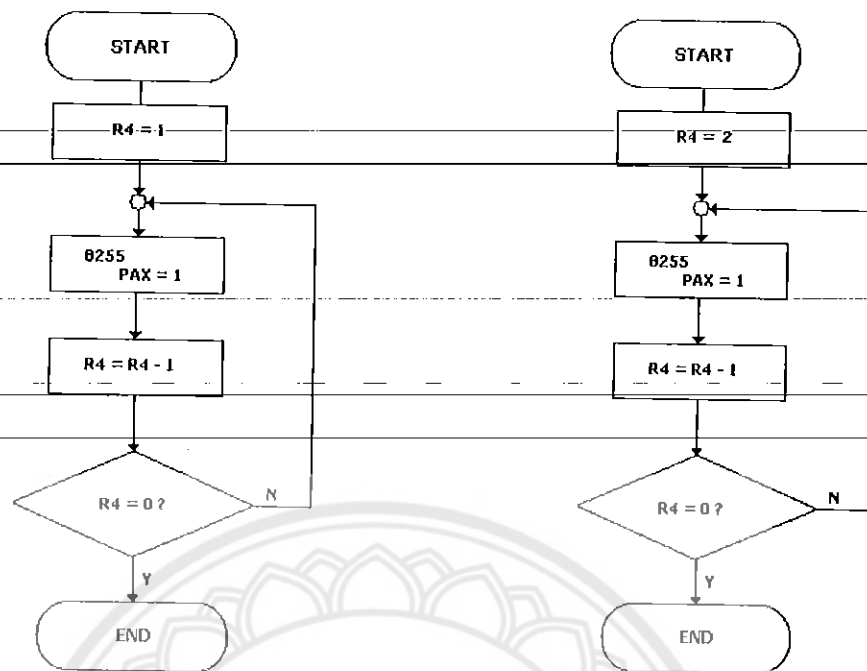 START
R4 = 1
8255
PAX = 1
R4 = R4 - 1
R4 = 0 ?
N
Y
END
START
R4 = 2
8255
PAX = 1
R4 = R4 - 1
R4 = 0 ?
N
Y
END